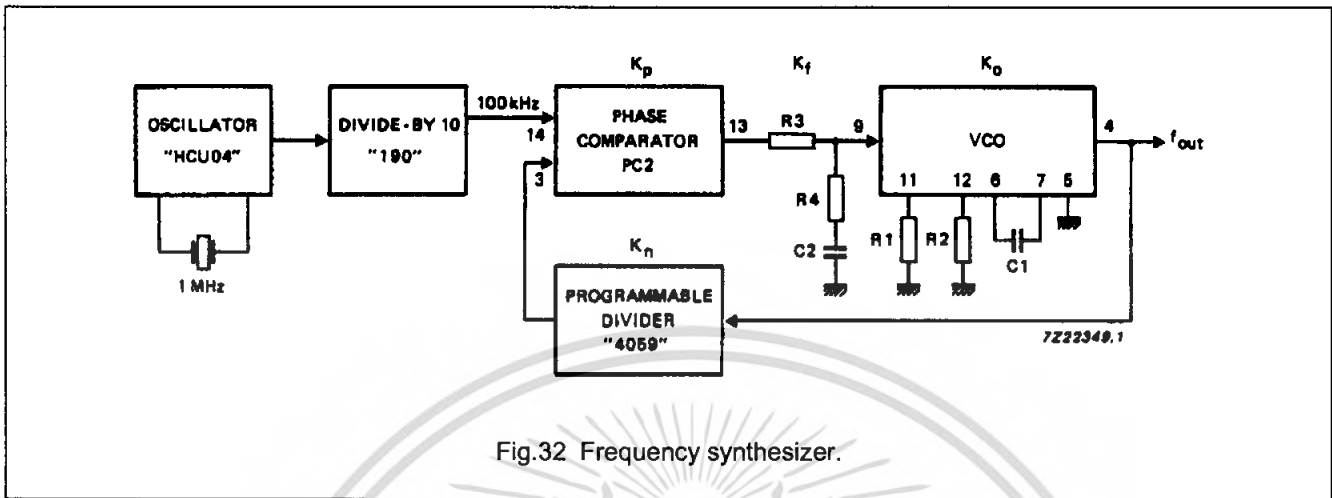 Kp Kf Ko
OSCILLATOR
"HCU04"
1 MHz
DIVIDE-BY 10
"190"
100 kHz
14
3
PHASE
COMPARATOR
PC2
13
R3
R4
C2
9
VCO
11 12 6 7 5
4
fout
R1
R2
C1
Kn
PROGRAMMABLE
DIVIDER
"4059"
7Z22349.1
Fig.32 Frequency synthesizer.